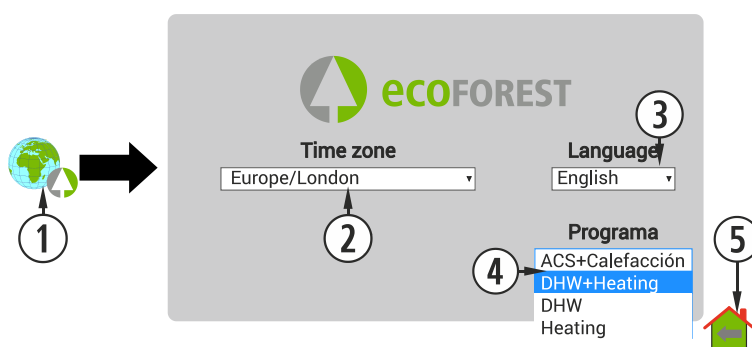 ecoFOREST
3
Time zone
Language
Europe/London
English
1
2
Programa
5
4
ACS+Calefacción
DHW+Heating
DHW
Heating